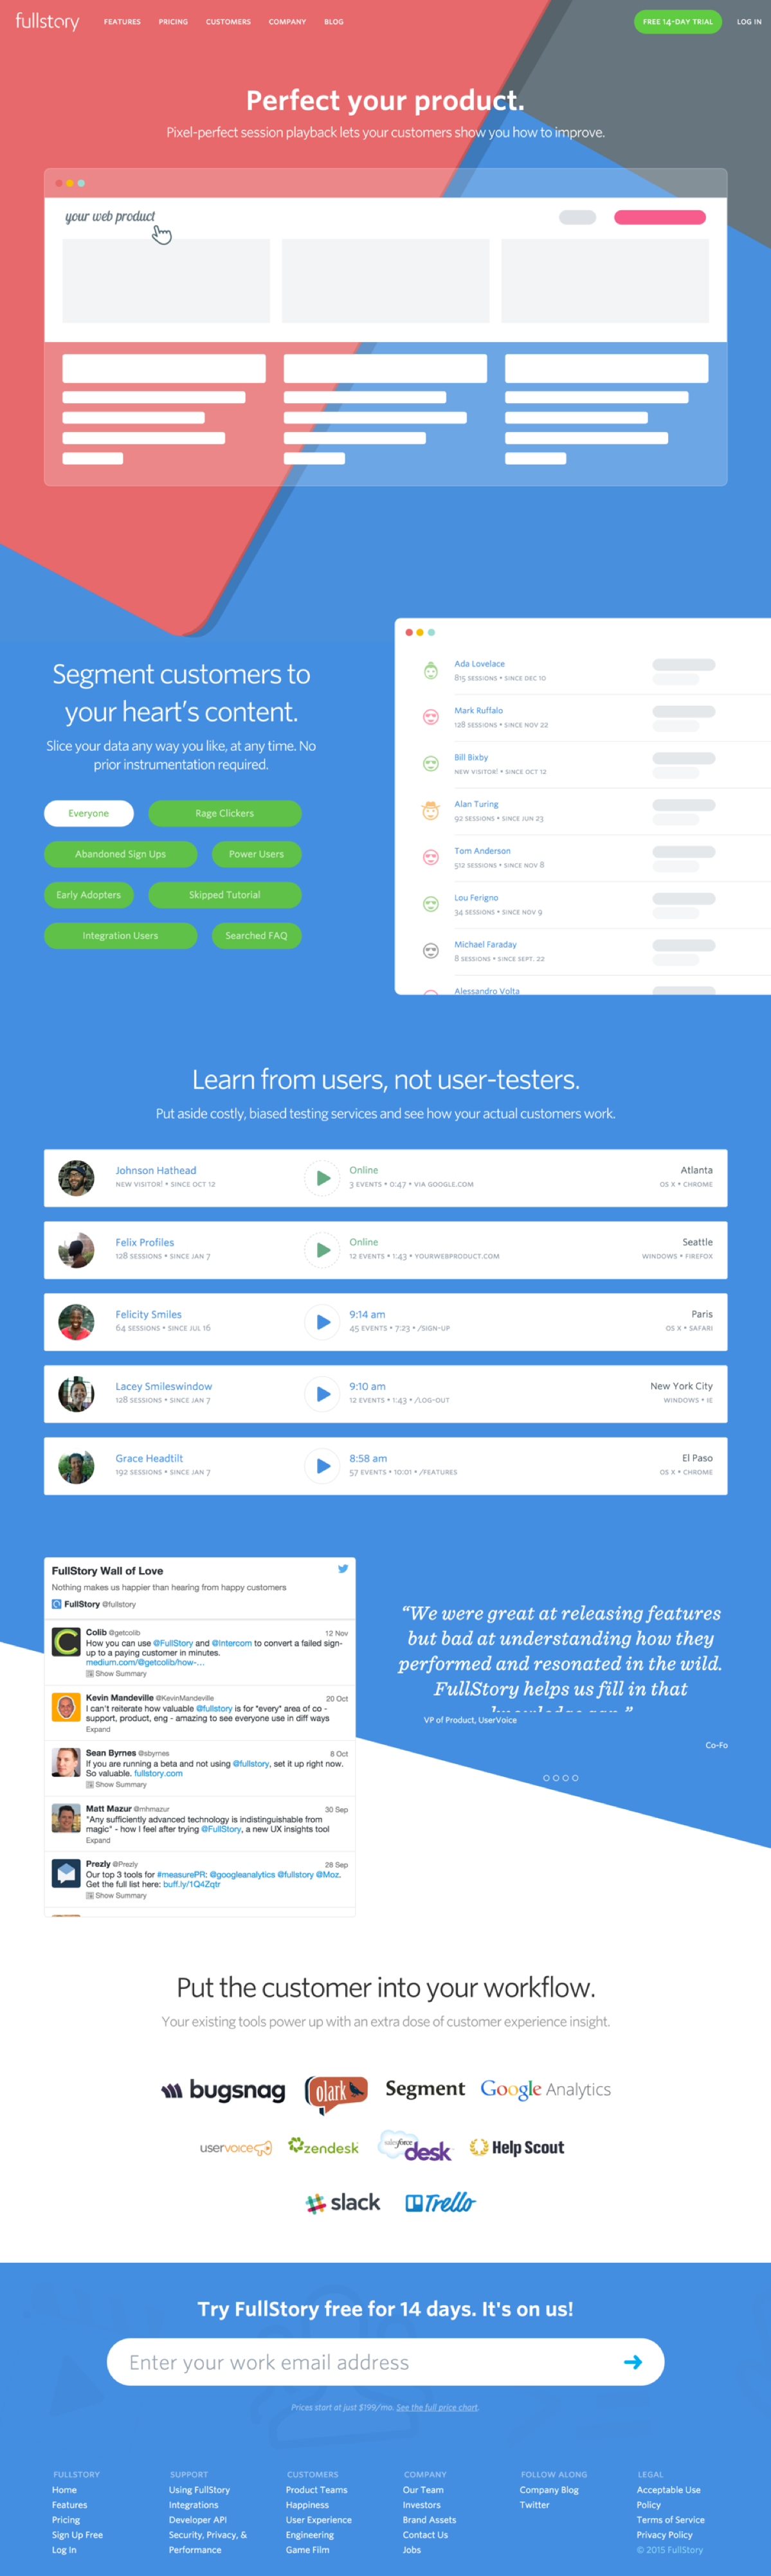 fullstory
FEATURES PRICING CUSTOMERS COMPANY BLOG FREE 14-DAY TRIAL LOG IN
Perfect your product.
Pixel-perfect session playback lets your customers show you how to improve.
your web product
Segment customers to
your heart's content.
Slice your data any way you like, at any time. No
prior instrumentation required.
Everyone Rage Clickers
Abandoned Sign Ups Power Users
Early Adopters Skipped Tutorial
Integration Users Searched FAQ
Ada Lovelace
815 SESSIONS • SINCE DEC 10
Mark Ruffalo
128 SESSIONS • SINCE NOV 22
Bill Bixby
NEW VISITOR! • SINCE OCT 12
Alan Turing
92 SESSIONS • SINCE JUN 23
Tom Anderson
512 SESSIONS • SINCE NOV 8
Lou Ferigno
34 SESSIONS • SINCE NOV 9
Michael Faraday
8 SESSIONS • SINCE SEPT. 22
Alessandro Volta
Learn from users, not user-testers.
Put aside costly, biased testing services and see how your actual customers work.
Johnson Hathead Online Atlanta
NEW VISITOR! • SINCE OCT 12 3 EVENTS • 0:47 • VIA GOOGLE.COM OS X • CHROME
Felix Profiles Online Seattle
128 SESSIONS • SINCE JAN 7 12 EVENTS • 1:43 • YOURWEBPRODUCT.COM WINDOWS • FIREFOX
Felicity Smiles 9:14 am Paris
64 SESSIONS • SINCE JUL 16 45 EVENTS • 7:23 • /SIGN-UP OS X • SAFARI
Lacey Smileswindow 9:10 am New York City
128 SESSIONS • SINCE JAN 7 12 EVENTS • 1:43 • /LOG-OUT WINDOWS • IE
Grace Headtilt 8:58 am El Paso
192 SESSIONS • SINCE JAN 7 57 EVENTS • 10:01 • /FEATURES OS X • CHROME
FullStory Wall of Love
Nothing makes us happier than hearing from happy customers
FullStory @fullstory
Colib @getcolib 12 Nov
How you can use @FullStory and @Intercom to convert a failed sign-
up to a paying customer in minutes.
medium.com/@getcolib/how-...
Show Summary
Kevin Mandeville @KevinMandeville 20 Oct
I can't reiterate how valuable @fullstory is for *every* area of co -
support, product, eng - amazing to see everyone use in diff ways
Expand
Sean Byrnes @sbyrnes 8 Oct
If you are running a beta and not using @fullstory, set it up right now.
So valuable. fullstory.com
Show Summary
Matt Mazur @mhmazur 30 Sep
"Any sufficiently advanced technology is indistinguishable from
magic" - how I feel after trying @FullStory, a new UX insights tool
Expand
Prezly @Prezly 28 Sep
Our top 3 tools for #measurePR: @googleanalytics @fullstory @Moz.
Get the full list here: buff.ly/1Q4Zqtr
Show Summary
“We were great at releasing features
but bad at understanding how they
performed and resonated in the wild.
FullStory helps us fill in that
VP of Product, UserVoice
Co-Fo
Put the customer into your workflow.
Your existing tools power up with an extra dose of customer experience insight.
bugsnag olark Segment Google Analytics
uservoice zendesk salesforce desk Help Scout
slack Trello
Try FullStory free for 14 days. It's on us!
Enter your work email address
Prices start at just $199/mo. See the full price chart.
FULLSTORY
Home
Features
Pricing
Sign Up Free
Log In
SUPPORT
Using FullStory
Integrations
Developer API
Security, Privacy, &
Performance
CUSTOMERS
Product Teams
Happiness
User Experience
Engineering
Game Film
COMPANY
Our Team
Investors
Brand Assets
Contact Us
Jobs
FOLLOW ALONG
Company Blog
Twitter
LEGAL
Acceptable Use
Policy
Terms of Service
Privacy Policy
© 2015 FullStory